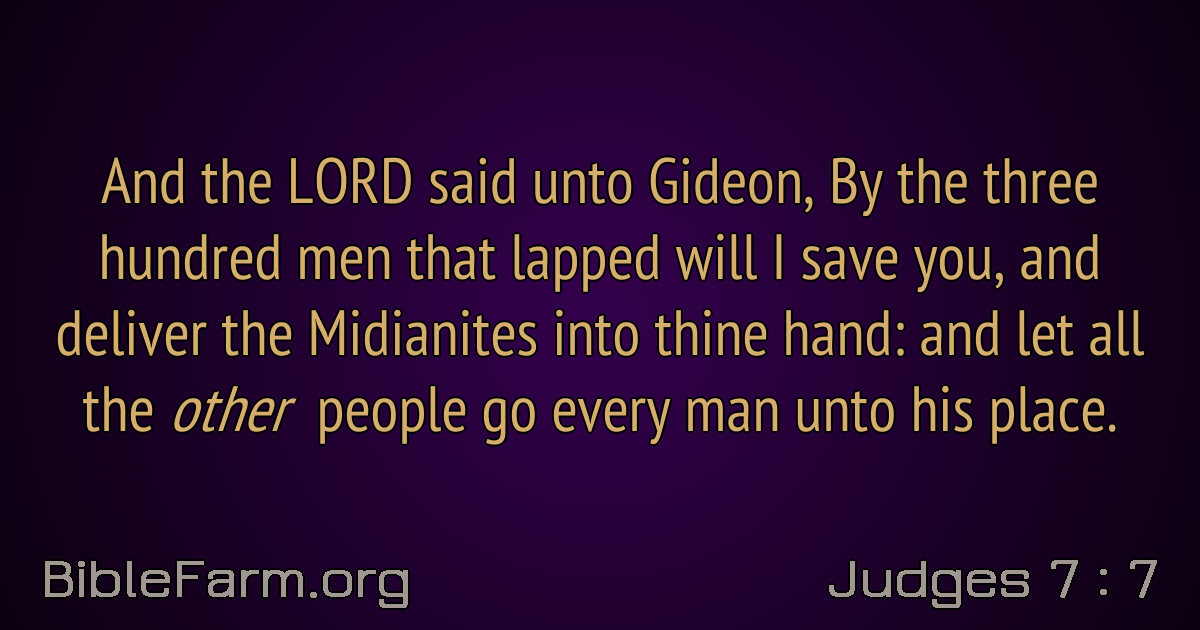 And the LORD said unto Gideon, By the three
hundred men that lapped will I save you, and
deliver the Midianites into thine hand: and let all
the other people go every man unto his place.
BibleFarm.org
Judges 7 : 7